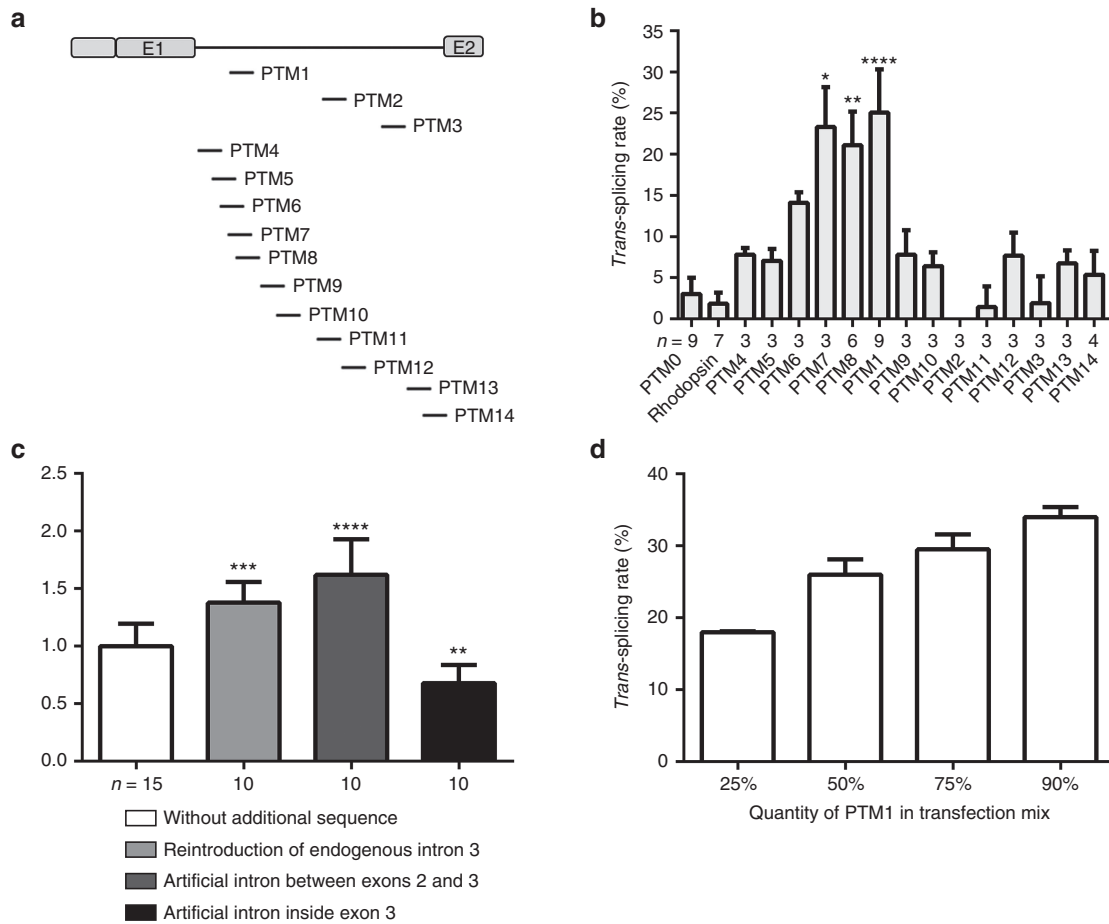 a
E1
E2
PTM1
PTM2
PTM3
PTM4
PTM5
PTM6
PTM7
PTM8
PTM9
PTM10
PTM11
PTM12
PTM13
PTM14
b
Trans-splicing rate (%)
35
30
25
20
15
10
5
0
* ** ****
n = 9 7 3 3 3 3 6 9 3 3 3 3 3 3 3 4
PTM0 Rhodopsin PTM4 PTM5 PTM6 PTM7 PTM8 PTM1 PTM9 PTM10 PTM2 PTM11 PTM12 PTM3 PTM13 PTM14
c
2.5
2.0
1.5
1.0
0.5
0.0
*** **** **
n = 15 10 10 10
Without additional sequence
Reintroduction of endogenous intron 3
Artificial intron between exons 2 and 3
Artificial intron inside exon 3
d
Trans-splicing rate (%)
40
30
20
10
0
25% 50% 75% 90%
Quantity of PTM1 in transfection mix